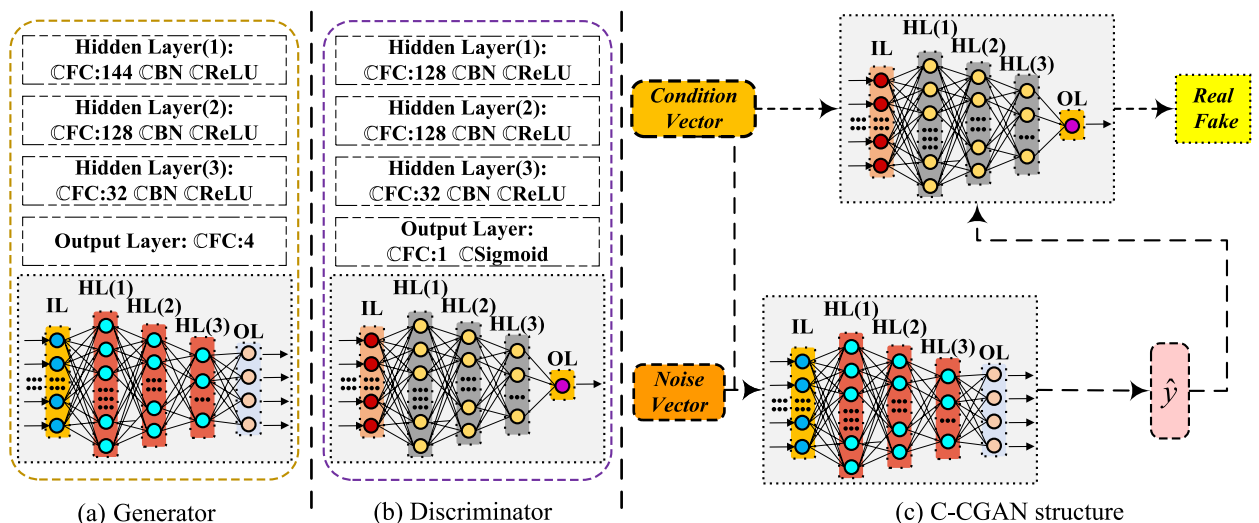 Hidden Layer(1):
ℂFC:144 ℂBN ℂReLU
Hidden Layer(2):
ℂFC:128 ℂBN ℂReLU
Hidden Layer(3):
ℂFC:32 ℂBN ℂReLU
Output Layer: ℂFC:4
IL
HL(1)
HL(2)
HL(3)
OL
(a) Generator
Hidden Layer(1):
ℂFC:128 ℂBN ℂReLU
Hidden Layer(2):
ℂFC:128 ℂBN ℂReLU
Hidden Layer(3):
ℂFC:32 ℂBN ℂReLU
Output Layer:
ℂFC:1 ℂSigmoid
IL
HL(1)
HL(2)
HL(3)
OL
(b) Discriminator
Condition
Vector
IL
HL(1)
HL(2)
HL(3)
OL
Real
Fake
Noise
Vector
IL
HL(1)
HL(2)
HL(3)
OL
ŷ
(c) C-CGAN structure